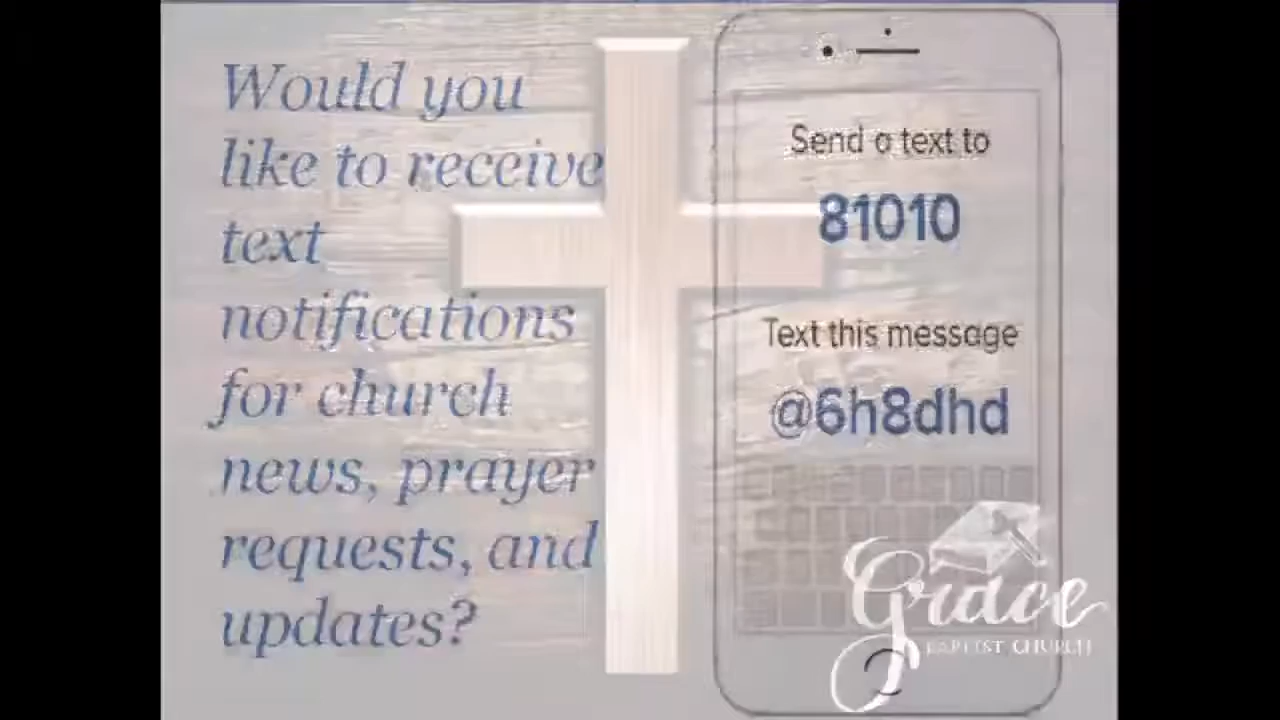 Would you
like to receive
text
notifications
for church
news, prayer
requests, and
updates?
Send a text to
81010
Text this message
@6h8dhd
Grace
BAPTIST CHURCH